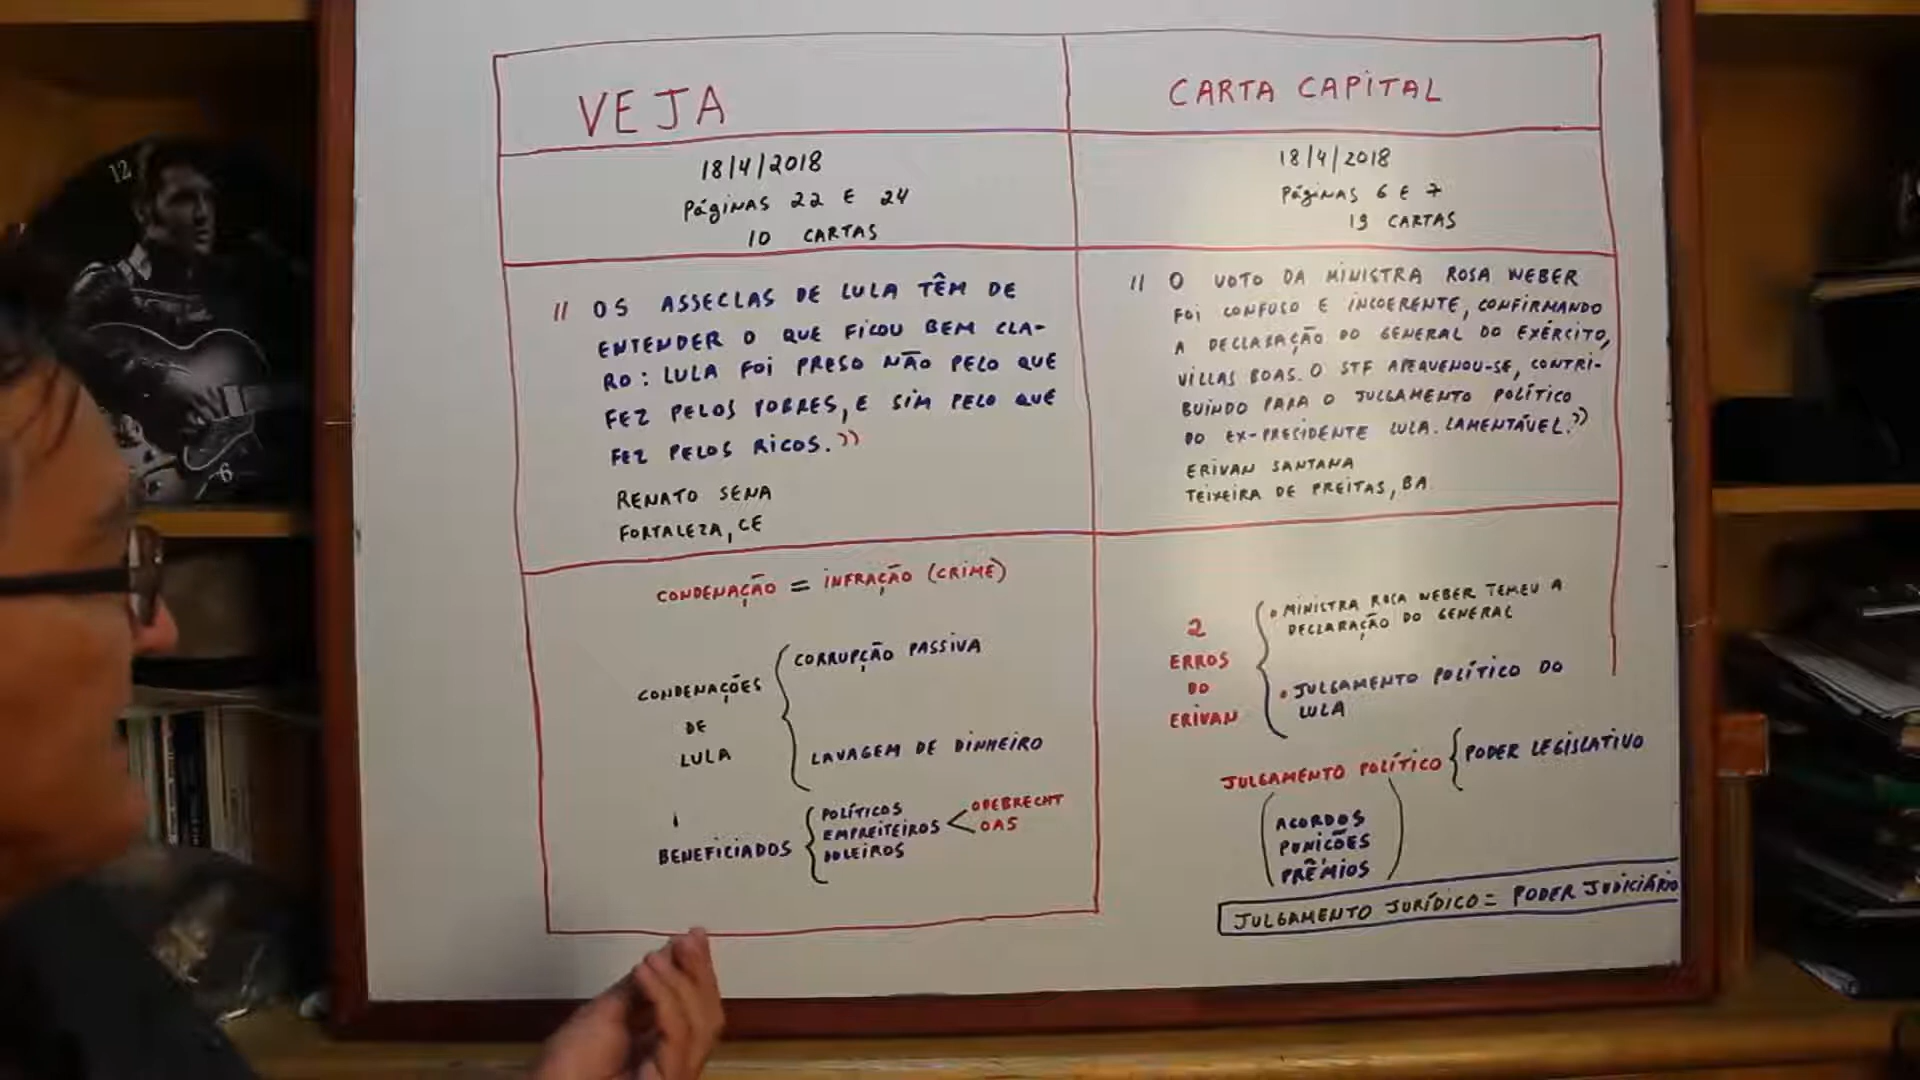 VEJA
18/4/2018
PáginAS 22 E 24
10 CARTAS
" OS ASSECLAS DE LULA TÊM DE
ENTENDER O QUE FICOU BEM CLA-
RO: LULA FOI PRESO NÃO PELO QUE
FEZ PELOS POBRES, E SIM PELO QUE
FEZ PELOS RICOS."
RENATO SENA
FORTALEZA, CE
CONDENAÇÃO = INFRAÇÃO (CRIME)
CONDENAÇÕES
DE
LULA
CORRUPÇÃO PASSIVA
LAVAGEM DE DINHEIRO
BENEFICIADOS
POLÍTICOS
EMPREITEIROS
DOLEIROS
ODEBRECHT
OAS
CARTA CAPITAL
18/4/2018
PáginAS 6 E 7
13 CARTAS
" O VOTO DA MINISTRA ROSA WEBER
FOI CONFUSO E INCOERENTE, CONFIRMANDO
A DECLARAÇÃO DO GENERAL DO EXÉRCITO,
VILLAS BOAS. O STF APEQUENOU-SE, CONTRI-
BUINDO PARA O JULGAMENTO POLÍTICO
DO EX-PRESIDENTE LULA. LAMENTÁVEL."
ERIVAN SANTANA
TEIXEIRA DE FREITAS, BA
2
ERROS
DO
ERIVAN
• MINISTRA ROSA WEBER TEMEU A
DECLARAÇÃO DO GENERAL
• JULGAMENTO POLÍTICO DO
LULA
JULGAMENTO POLÍTICO
PODER LEGISLATIVO
ACORDOS
PUNIÇÕES
PRÊMIOS
JULGAMENTO JURÍDICO = PODER JUDICIÁRIO
12
6